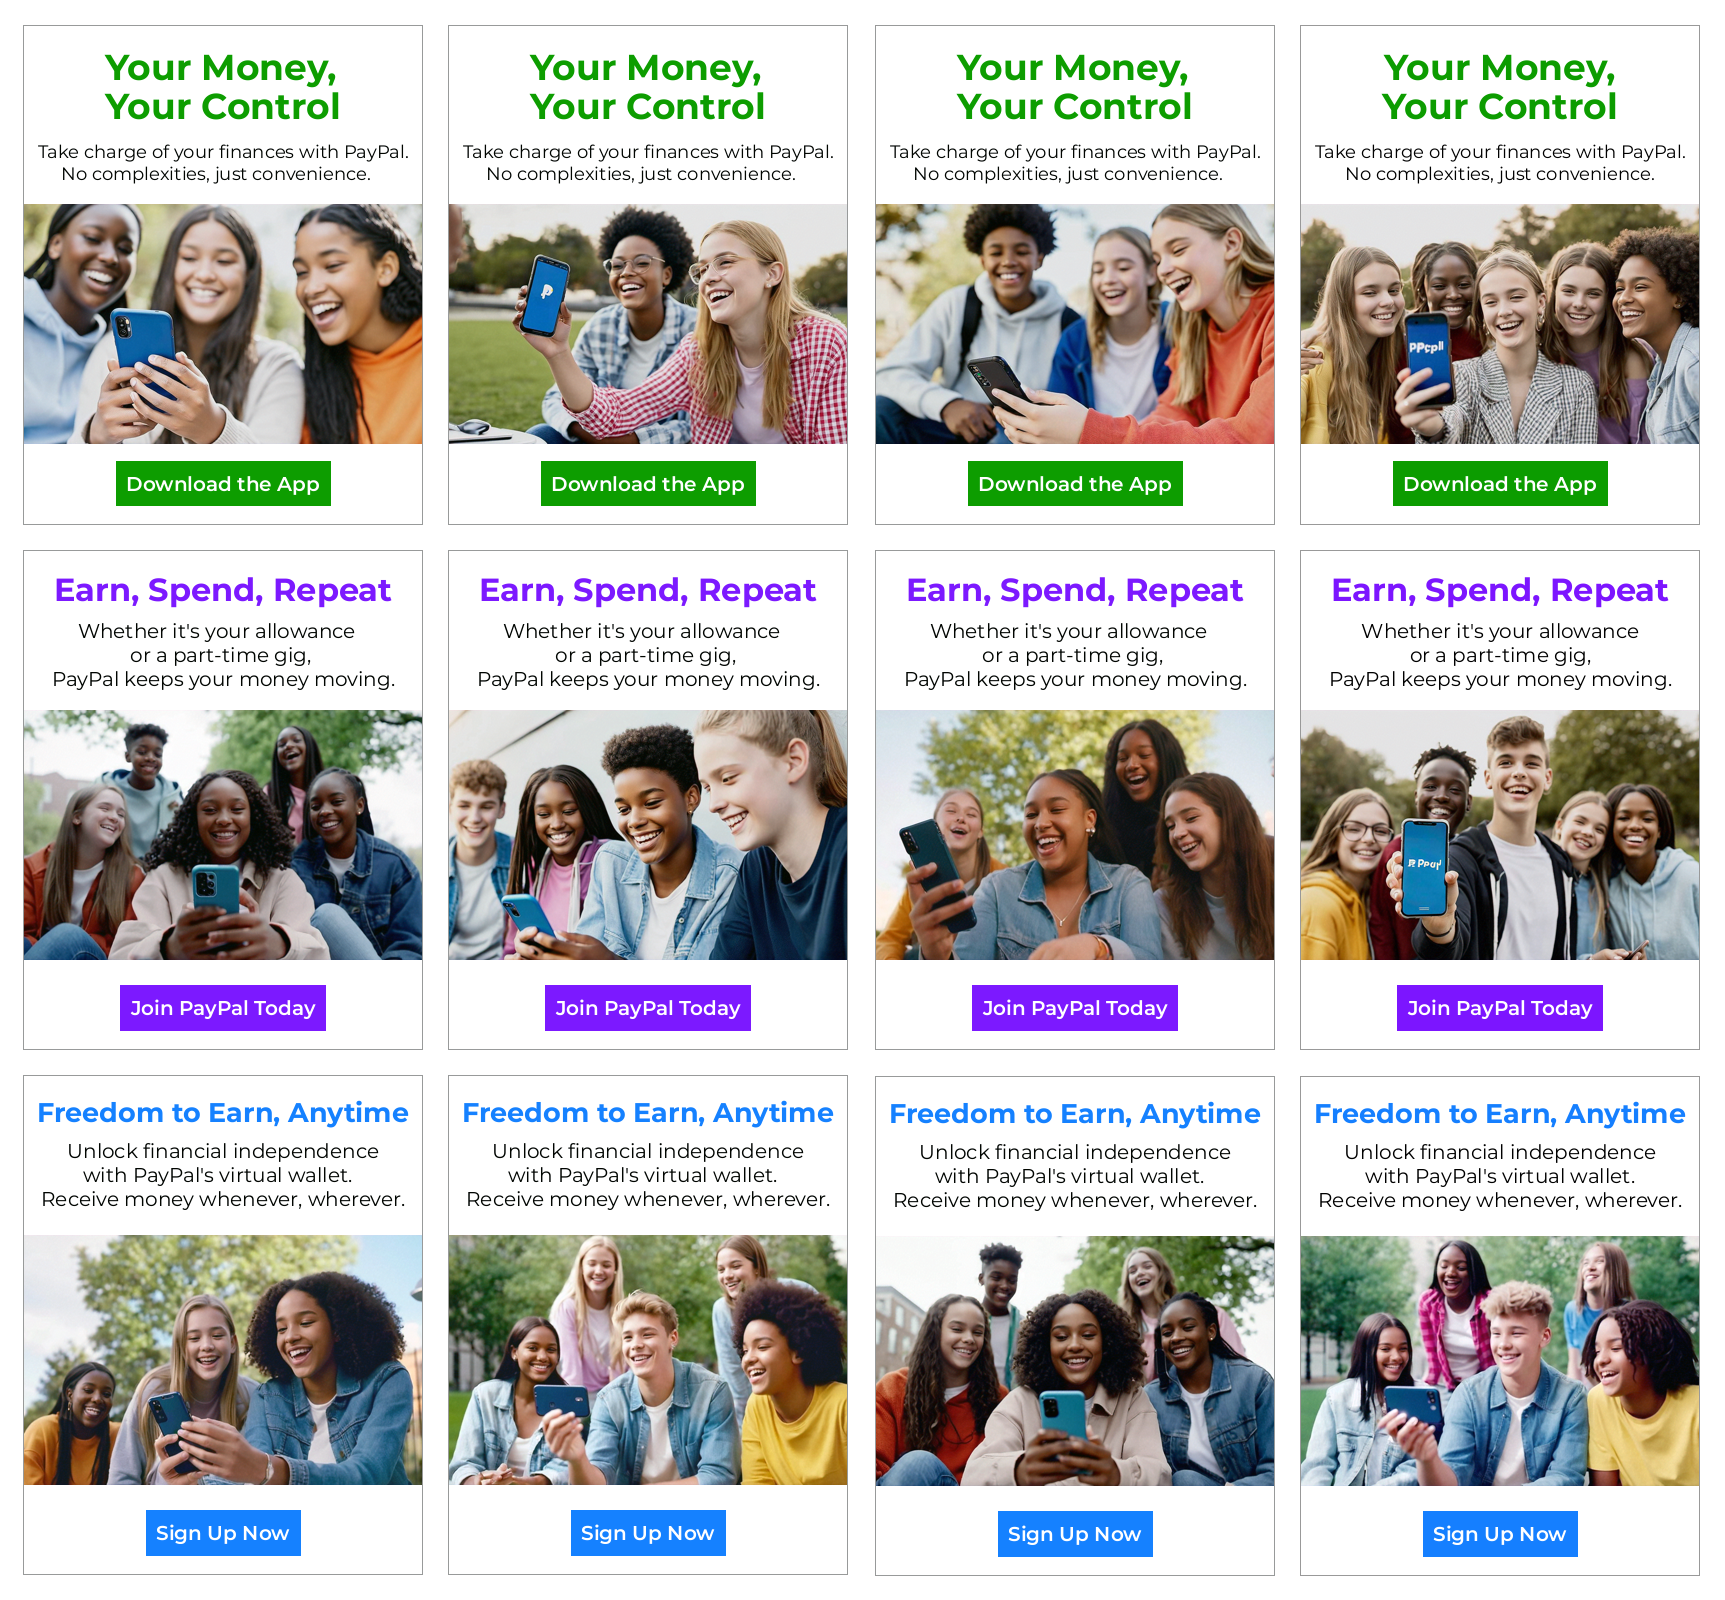 Your Money,
Your Control
Take charge of your finances with PayPal.
No complexities, just convenience.
Download the App
Your Money,
Your Control
Take charge of your finances with PayPal.
No complexities, just convenience.
P
Download the App
Your Money,
Your Control
Take charge of your finances with PayPal.
No complexities, just convenience.
Download the App
Your Money,
Your Control
Take charge of your finances with PayPal.
No complexities, just convenience.
Download the App
Earn, Spend, Repeat
Whether it's your allowance
or a part-time gig,
PayPal keeps your money moving.
Join PayPal Today
Earn, Spend, Repeat
Whether it's your allowance
or a part-time gig,
PayPal keeps your money moving.
Join PayPal Today
Earn, Spend, Repeat
Whether it's your allowance
or a part-time gig,
PayPal keeps your money moving.
Join PayPal Today
Earn, Spend, Repeat
Whether it's your allowance
or a part-time gig,
PayPal keeps your money moving.
Join PayPal Today
Freedom to Earn, Anytime
Unlock financial independence
with PayPal's virtual wallet.
Receive money whenever, wherever.
Sign Up Now
Freedom to Earn, Anytime
Unlock financial independence
with PayPal's virtual wallet.
Receive money whenever, wherever.
Sign Up Now
Freedom to Earn, Anytime
Unlock financial independence
with PayPal's virtual wallet.
Receive money whenever, wherever.
Sign Up Now
Freedom to Earn, Anytime
Unlock financial independence
with PayPal's virtual wallet.
Receive money whenever, wherever.
Sign Up Now